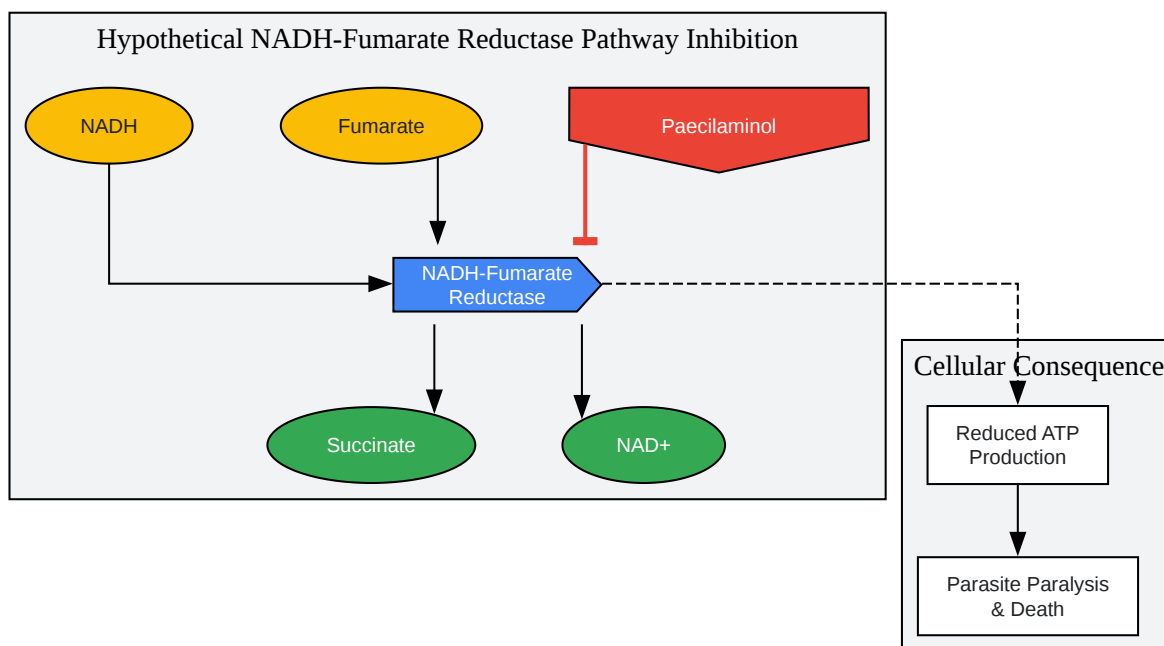 Hypothetical NADH-Fumarate Reductase Pathway Inhibition
NADH
Fumarate
Paecilaminol
NADH-Fumarate
Reductase
Succinate
NAD+
Cellular Consequence
Reduced ATP
Production
Parasite Paralysis
& Death